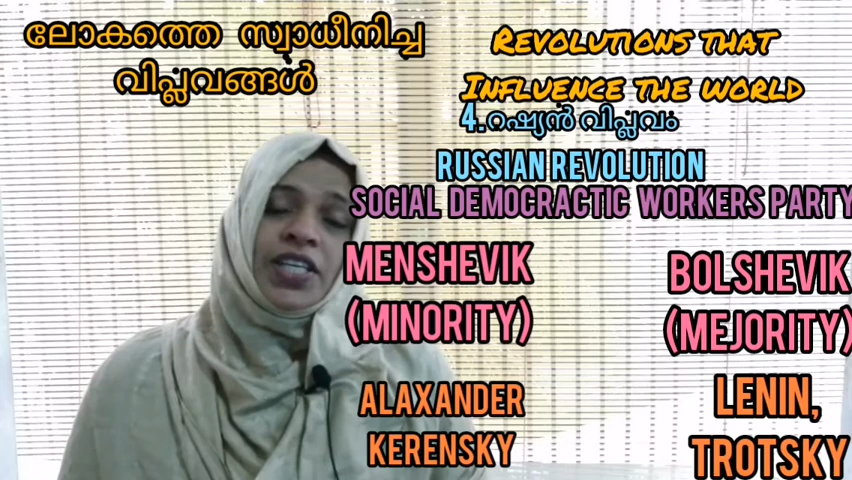 ലോകത്തെ സ്വാധീനിച്ച
വിപ്ലവങ്ങൾ
REVOLUTIONS THAT
INFLUENCE THE WORLD
4.റഷ്യൻ വിപ്ലവം
RUSSIAN REVOLUTION
SOCIAL DEMOCRACTIC WORKERS PARTY
MENSHEVIK
(MINORITY)
BOLSHEVIK
(MEJORITY)
ALAXANDER
KERENSKY
LENIN,
TROTSKY